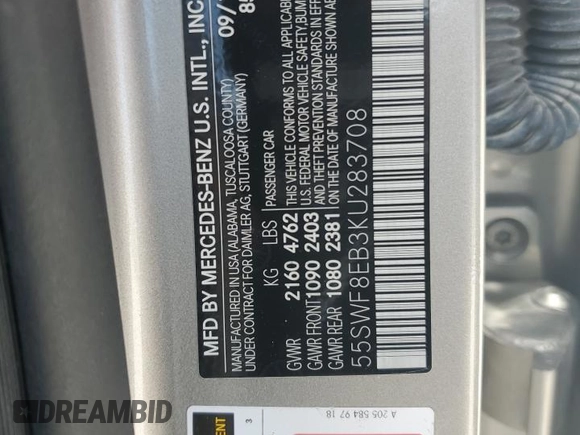 MFD BY MERCEDES-BENZ U.S. INTL., INC
09/
MANUFACTURED IN USA (ALABAMA, TUSCALOOSA COUNTY)
UNDER CONTRACT FOR DAIMLER AG, STUTTGART (GERMANY)
KG LBS PASSENGER CAR
GVWR 2160 4762 THIS VEHICLE CONFORMS TO ALL APPLICABLE
GAWR FRONT 1090 2403 U.S. FEDERAL MOTOR VEHICLE SAFETY, BUM
GAWR REAR 1080 2381 AND THEFT PREVENTION STANDARDS IN EFFE
ON THE DATE OF MANUFACTURE SHOWN AB
55SWF8EB3KU283708
A 205 584 97 18
3
DREAMBID